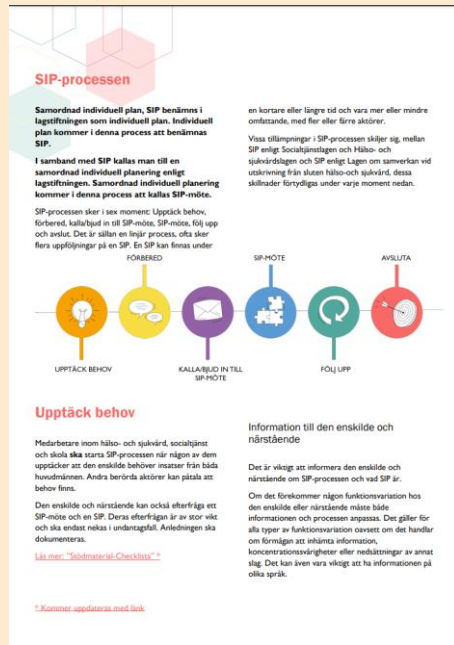 SIP-processen
Samordnad individuell plan, SIP benämns i
lagstiftningen som individuell plan. Individuell
plan kommer i denna process att benämnas
SIP.
I samband med SIP kallas man till en
samordnad individuell planering enligt
lagstiftningen. Samordnad individuell planering
kommer i denna process att kallas SIP-möte.
SIP-processen sker i sex moment: Upptäck behov,
förbered, kalla/bjud in till SIP-möte, SIP-möte, följ upp
och avslut. Det är sällan en linjär process, ofta sker
flera uppföljningar på en SIP. En SIP kan finnas under
en kortare eller längre tid och vara mer eller mindre
omfattande, med fler eller färre aktörer.
Vissa tillämpningar i SIP-processen skiljer sig, mellan
SIP enligt Socialtjänstlagen och Hälso- och
sjukvårdslagen och SIP enligt Lagen om samverkan vid
utskrivning från sluten hälso-och sjukvård, dessa
skillnader förtydligas under varje moment nedan.
FÖRBERED
SIP-MÖTE
AVSLUTA
UPPTÄCK BEHOV
KALLA/BJUD IN TILL
SIP-MÖTE
FÖLJ UPP
Upptäck behov
Medarbetare inom hälso- och sjukvård, socialtjänst
och skola ska starta SIP-processen när någon av dem
upptäcker att den enskilde behöver insatser från båda
huvudmännen. Andra berörda aktörer kan påtala att
behov finns.
Den enskilde och närstående kan också efterfråga ett
SIP-möte och en SIP. Deras efterfrågan är av stor vikt
och ska endast nekas i undantagsfall. Anledningen ska
dokumenteras.
Läs mer: "Stödmaterial-Checklista" *
* Kommer uppdateras med länk
Information till den enskilde och
närstående
Det är viktigt att informera den enskilde och
närstående om SIP-processen och vad SIP är.
Om det förekommer någon funktionsvariation hos
den enskilde eller närstående måste både
informationen och processen anpassas. Det gäller för
alla typer av funktionsvariation oavsett om det handlar
om förmågan att inhämta information,
koncentrationssvårigheter eller nedsättningar av annat
slag. Det kan även vara viktigt att ha informationen på
olika språk.